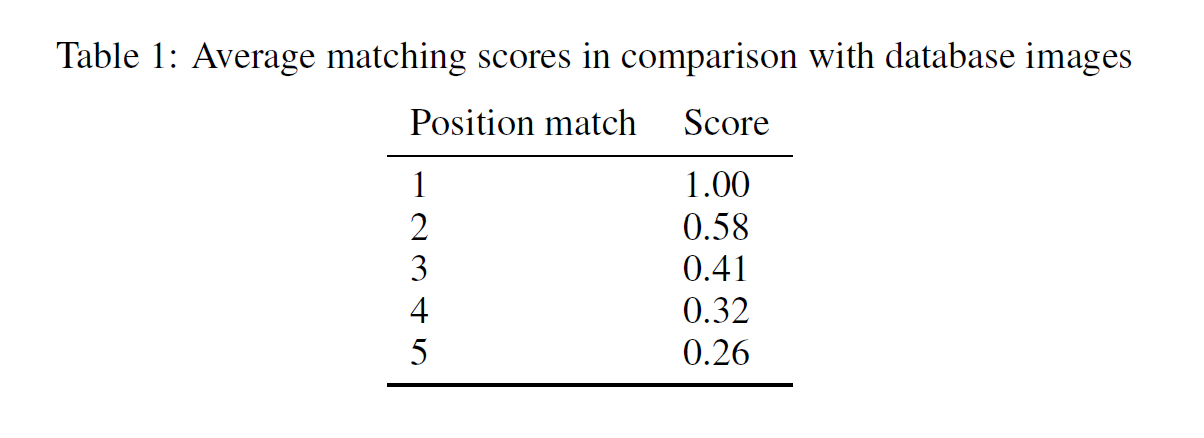 Table 1: Average matching scores in comparison with database images
Position match Score
1 1.00
2 0.58
3 0.41
4 0.32
5 0.26